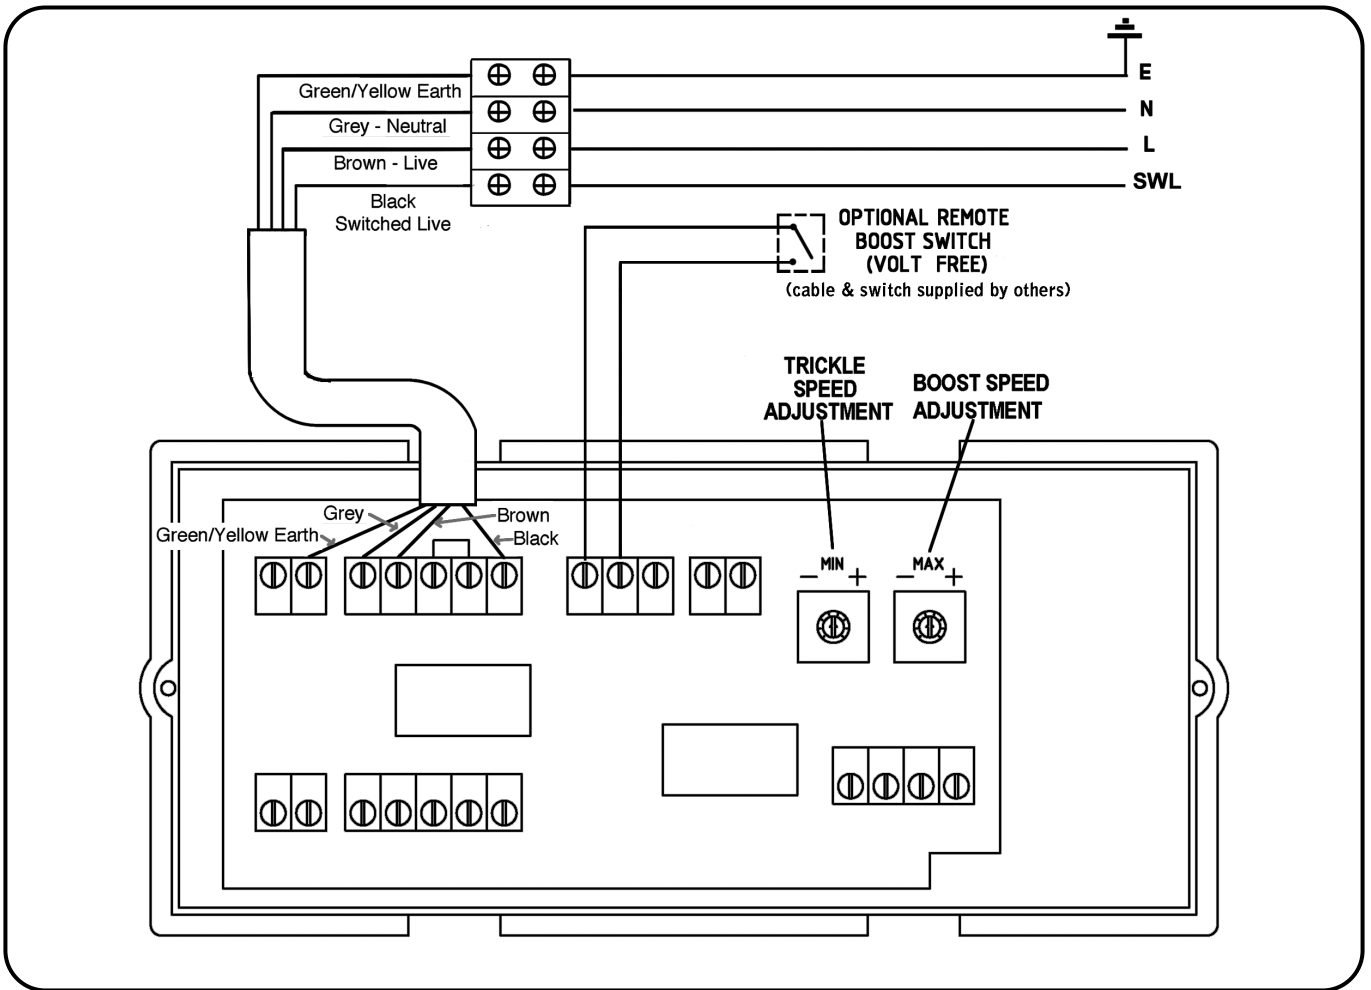 E
Green/Yellow Earth
N
Grey - Neutral
L
Brown - Live
SWL
Black
Switched Live
OPTIONAL REMOTE
BOOST SWITCH
(VOLT FREE)
(cable & switch supplied by others)
TRICKLE
SPEED
ADJUSTMENT
BOOST SPEED
ADJUSTMENT
Grey
Brown
Green/Yellow Earth
Black
− MIN +
− MAX +